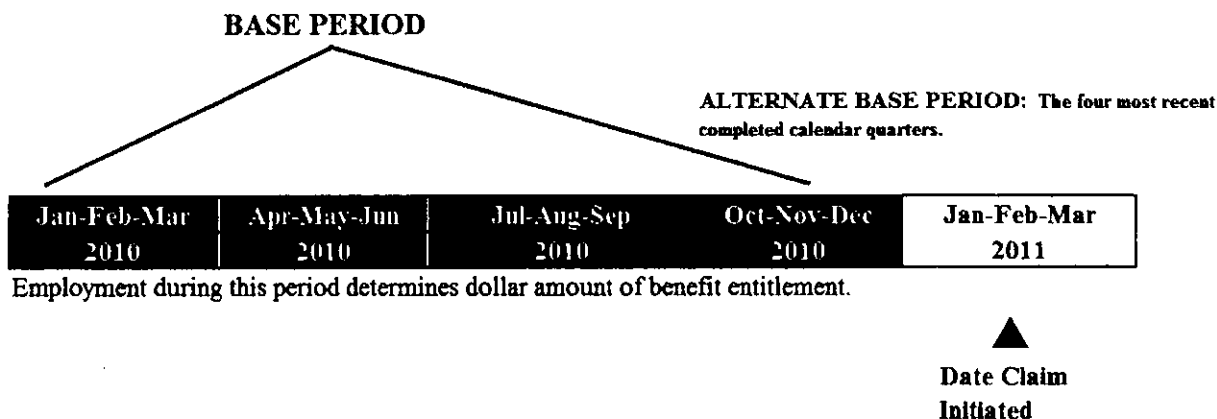 BASE PERIOD
ALTERNATE BASE PERIOD: The four most recent
completed calendar quarters.
Jan-Feb-Mar Apr-May-Jun Jul-Aug-Sep Oct-Nov-Dec Jan-Feb-Mar
2010 2010 2010 2010 2011
Employment during this period determines dollar amount of benefit entitlement.
Date Claim
Initiated